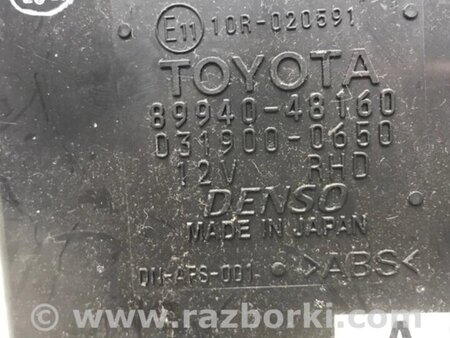 E11 10R-020591
TOYOTA
89940-48160
031900-0650
12V RHD
DENSO
MADE IN JAPAN
DN-AFS-001 >ABS<
A
© www.razborki.com